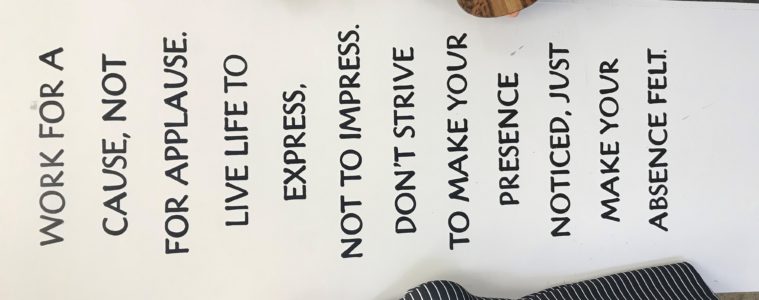 WORK FOR A
CAUSE, NOT
FOR APPLAUSE.
LIVE LIFE TO
EXPRESS,
NOT TO IMPRESS.
DON'T STRIVE
TO MAKE YOUR
PRESENCE
NOTICED, JUST
MAKE YOUR
ABSENCE FELT.